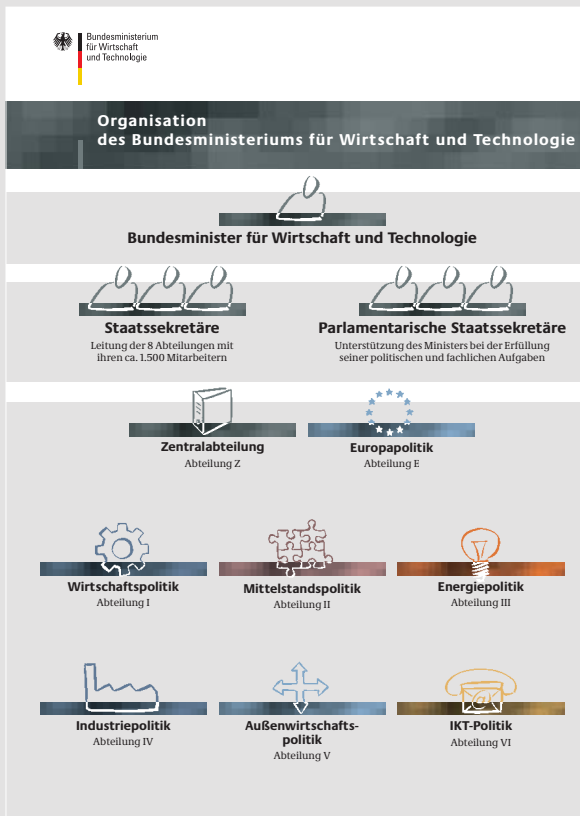 Bundesministerium
für Wirtschaft
und Technologie
Organisation
des Bundesministeriums für Wirtschaft und Technologie
Bundesminister für Wirtschaft und Technologie
Staatssekretäre
Leitung der 8 Abteilungen mit
ihren ca. 1.500 Mitarbeitern
Parlamentarische Staatssekretäre
Unterstützung des Ministers bei der Erfüllung
seiner politischen und fachlichen Aufgaben
Zentralabteilung
Abteilung Z
Europapolitik
Abteilung E
Wirtschaftspolitik
Abteilung I
Mittelstandspolitik
Abteilung II
Energiepolitik
Abteilung III
Industriepolitik
Abteilung IV
Außenwirtschafts-
politik
Abteilung V
@
IKT-Politik
Abteilung VI